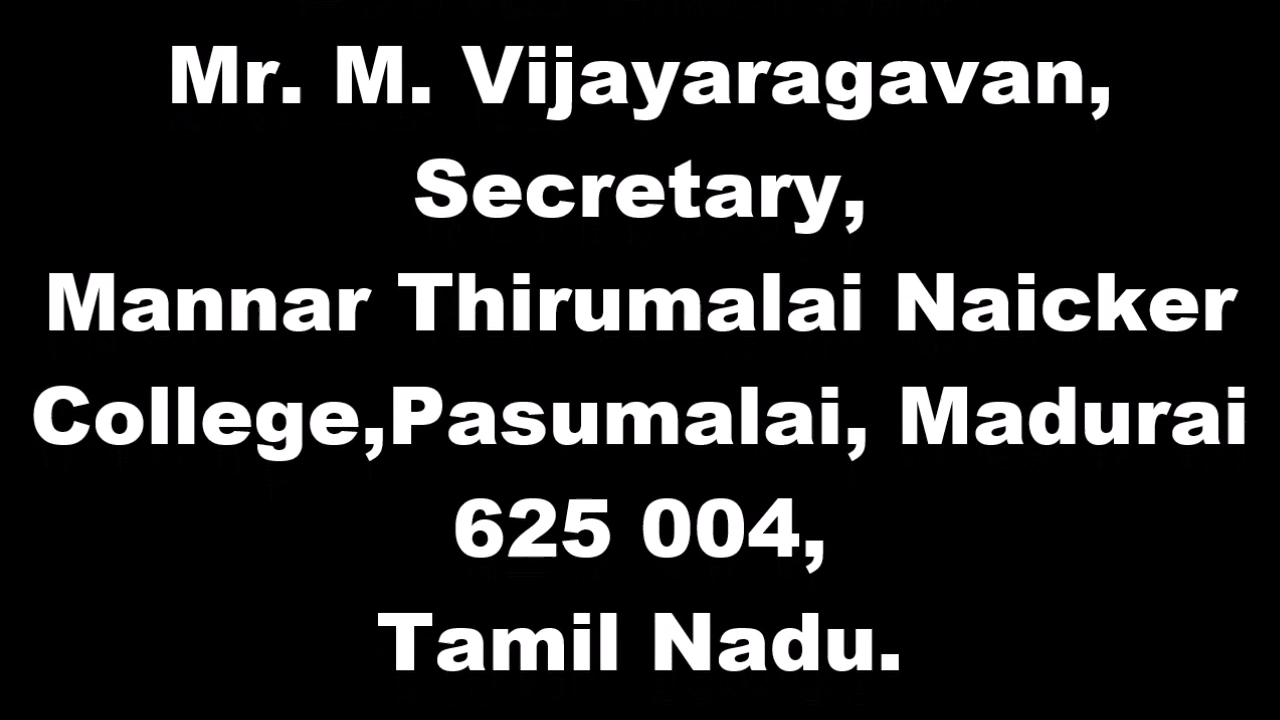 Mr. M. Vijayaragavan,
Secretary,
Mannar Thirumalai Naicker
College,Pasumalai, Madurai
625 004,
Tamil Nadu.